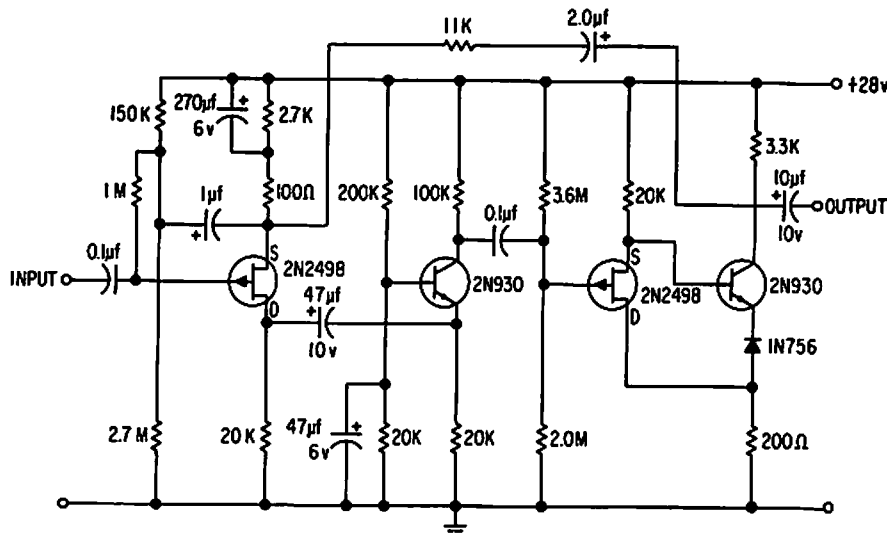 11K
2.0µf
+
+28v
150K
270µf
+
6v
2.7K
3.3K
1M
1µf
+
100Ω
200K
100K
3.6M
20K
10µf
+
10v
OUTPUT
0.1µf
0.1µf
INPUT
S
2N2498
D
2N930
S
2N2498
D
2N930
47µf
+
10v
1N756
2.7M
20K
47µf
+
6v
20K
20K
2.0M
200Ω